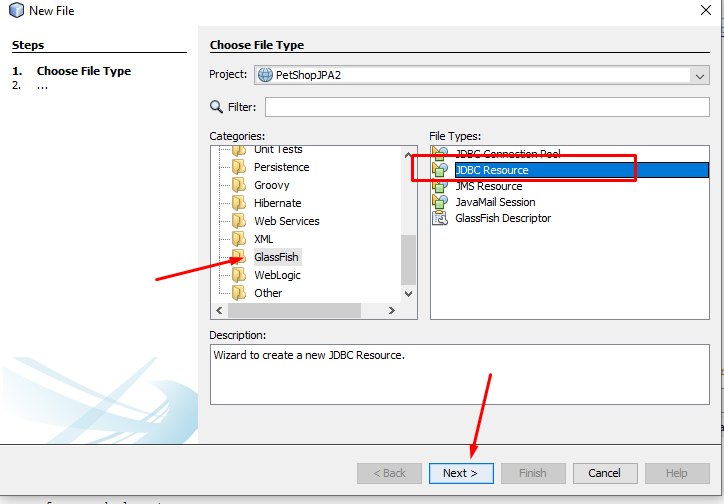 New File
Steps
1. Choose File Type
2. ...
Choose File Type
Project: PetShopJPA2
Filter:
Categories:
Unit Tests
Persistence
Groovy
Hibernate
Web Services
XML
GlassFish
WebLogic
Other
File Types:
JDBC Connection Pool
JDBC Resource
JMS Resource
JavaMail Session
GlassFish Descriptor
Description:
Wizard to create a new JDBC Resource.
< Back Next > Finish Cancel Help